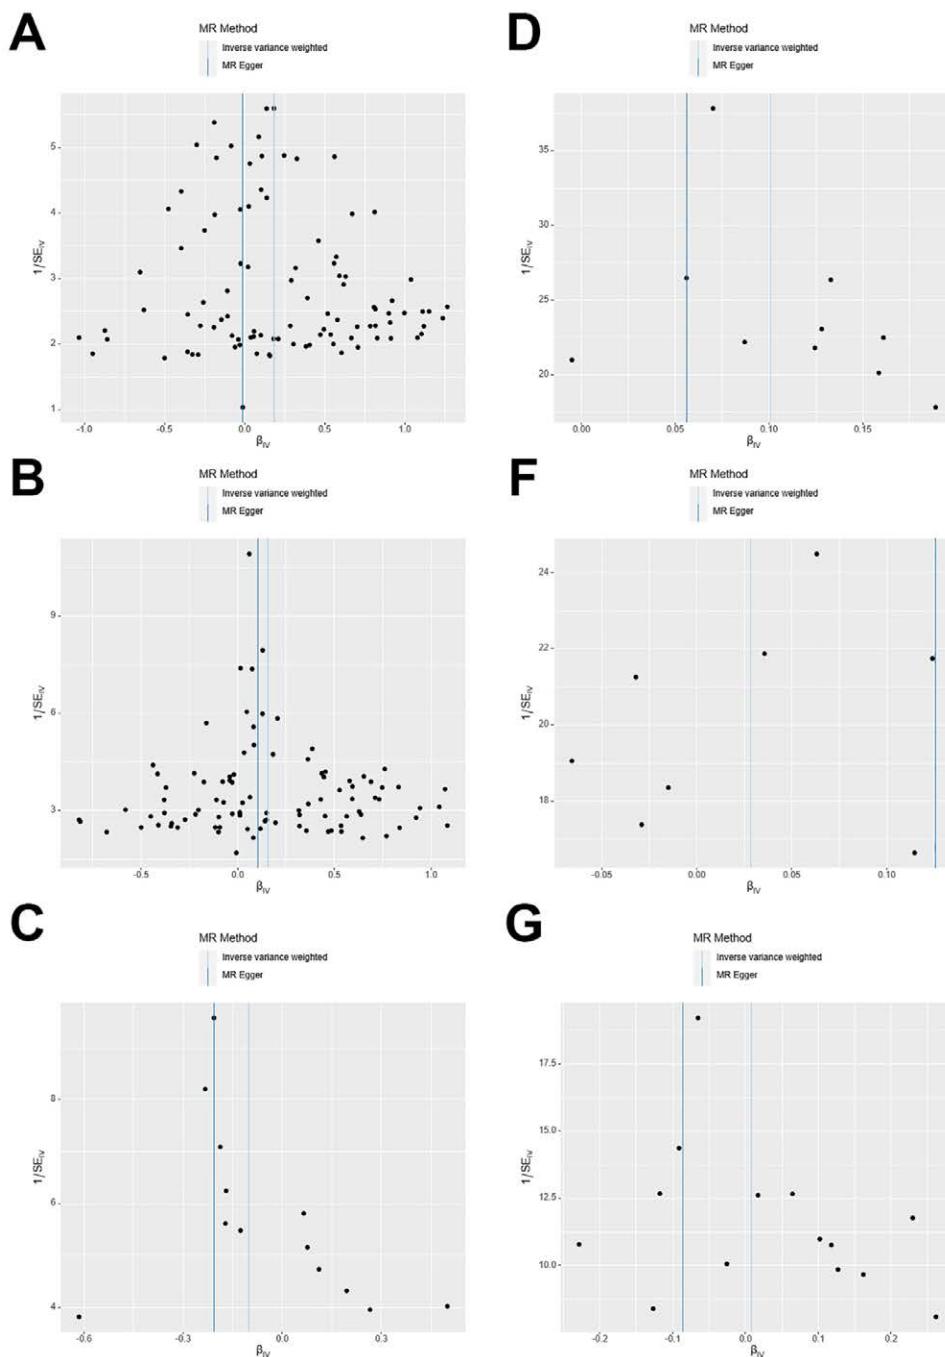 A
MR Method
Inverse variance weighted
MR Egger
1/SE_IV
5
4
3
2
1
-1.0 -0.5 0.0 0.5 1.0
β_IV
D
MR Method
Inverse variance weighted
MR Egger
1/SE_IV
35
30
25
20
0.00 0.05 0.10 0.15
β_IV
B
MR Method
Inverse variance weighted
MR Egger
1/SE_IV
9
6
3
-0.5 0.0 0.5 1.0
β_IV
F
MR Method
Inverse variance weighted
MR Egger
1/SE_IV
24
22
20
18
-0.05 0.00 0.05 0.10
β_IV
C
MR Method
Inverse variance weighted
MR Egger
1/SE_IV
8
6
4
-0.6 -0.3 0.0 0.3
β_IV
G
MR Method
Inverse variance weighted
MR Egger
1/SE_IV
17.5
15.0
12.5
10.0
-0.2 -0.1 0.0 0.1 0.2
β_IV